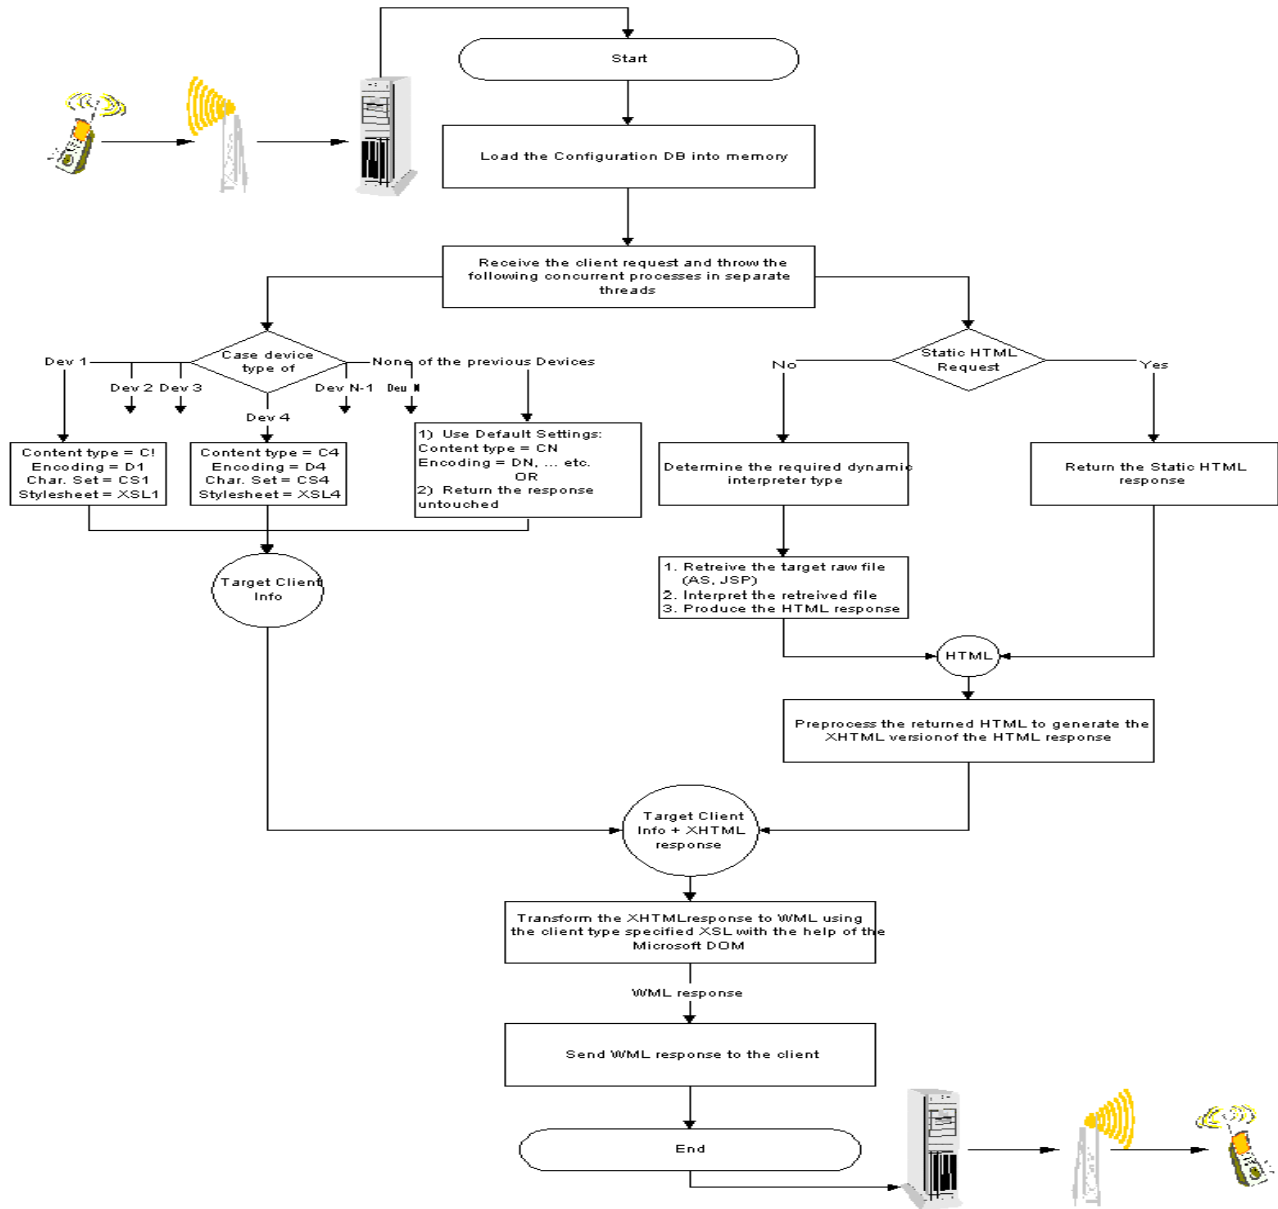 Start
Load the Configuration DB into memory
Receive the client request and throw the
following concurrent processes in separate
threads
Case device
type of
Dev 1
None of the previous Devices
Dev 2
Dev 3
Dev N-1
Dev N
Dev 4
Static HTML
Request
No
Yes
Content type = C!
Encoding = D1
Char. Set = CS1
Stylesheet = XSL1
Content type = C4
Encoding = D4
Char. Set = CS4
Stylesheet = XSL4
1) Use Default Settings:
Content type = CN
Encoding = DN, ... etc.
OR
2) Return the response
untouched
Determine the required dynamic
interpreter type
Return the Static HTML
response
1. Retreive the target raw file
(AS, JSP)
2. Interpret the retreived file
3. Produce the HTML response
Target Client
Info
HTML
Preprocess the returned HTML to generate the
XHTML versionof the HTML response
Target Client
Info + XHTML
response
Transform the XHTMLresponse to WML using
the client type specified XSL with the help of the
Microsoft DOM
WML response
Send WML response to the client
End